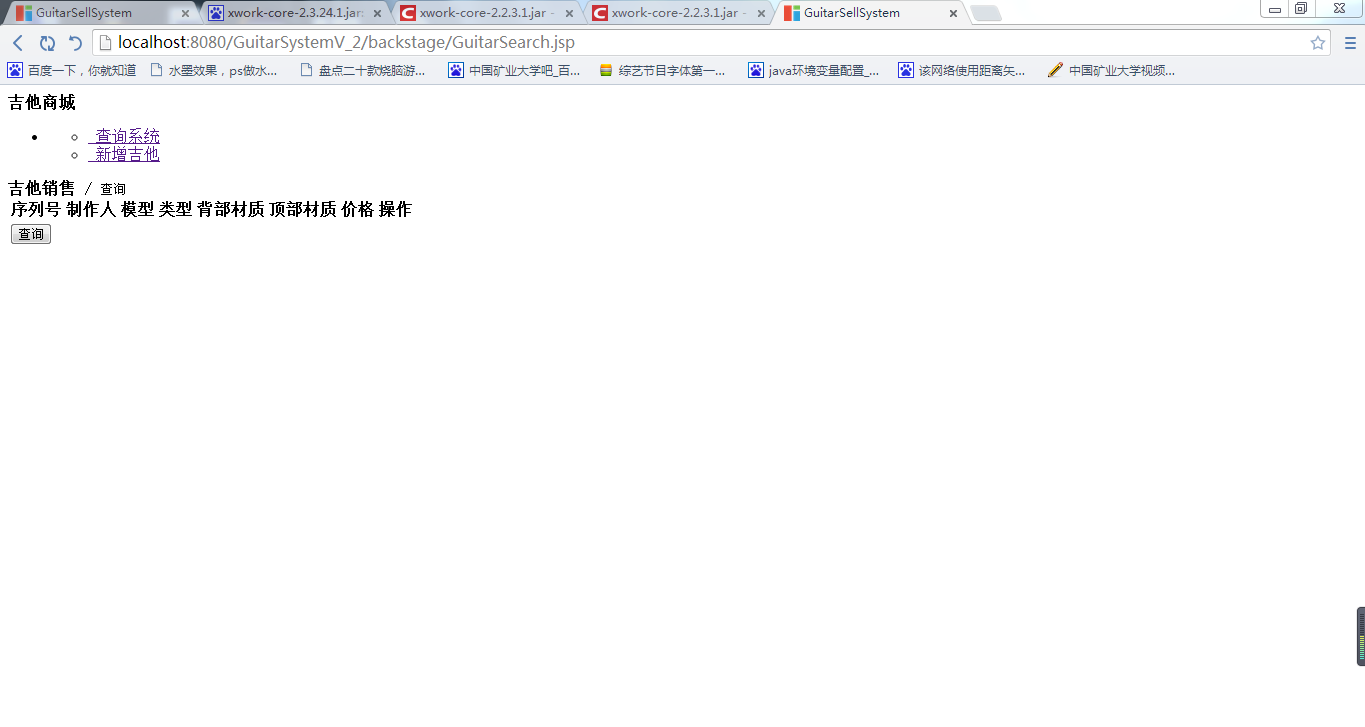 GuitarSellSystem
xwork-core-2.3.24.1.jar
xwork-core-2.2.3.1.jar -
xwork-core-2.2.3.1.jar -
GuitarSellSystem
localhost:8080/GuitarSystemV_2/backstage/GuitarSearch.jsp
百度一下，你就知道
水墨效果，ps做水...
盘点二十款烧脑游...
中国矿业大学吧_百...
综艺节目字体第一...
java环境变量配置_...
该网络使用距离矢...
中国矿业大学视频...
吉他商城
查询系统
新增吉他
吉他销售 / 查询
序列号 制作人 模型 类型 背部材质 顶部材质 价格 操作
查询